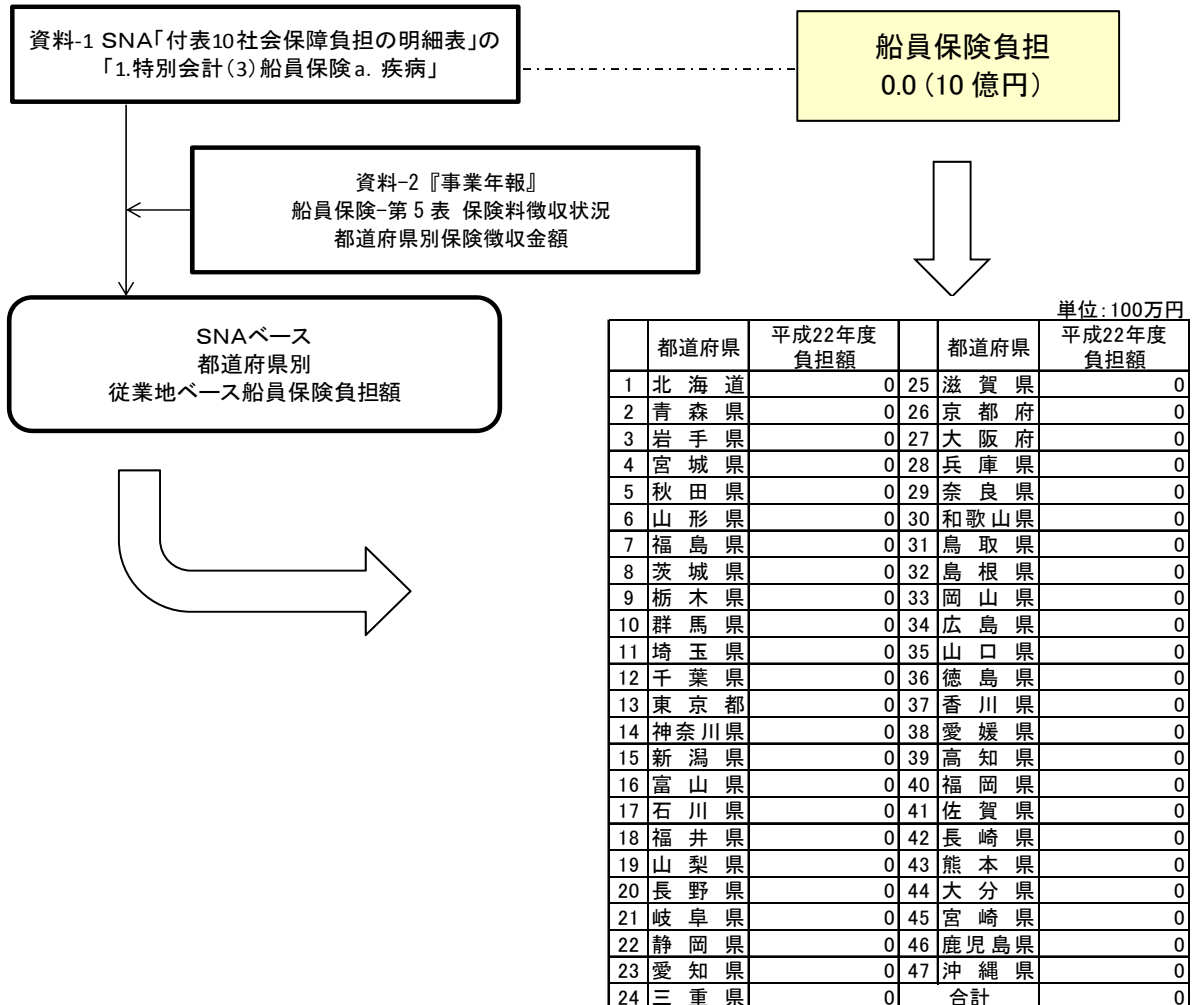 資料-1 SNA「付表10社会保障負担の明細表」の
「1.特別会計（3）船員保険a. 疾病」
船員保険負担
0.0（10 億円）
資料-2『事業年報』
船員保険-第 5 表 保険料徴収状況
都道府県別保険徴収金額
SNAベース
都道府県別
従業地ベース船員保険負担額
単位：100万円
都道府県 平成22年度 負担額 都道府県 平成22年度 負担額
1 北海道 0 25 滋賀県 0
2 青森県 0 26 京都府 0
3 岩手県 0 27 大阪府 0
4 宮城県 0 28 兵庫県 0
5 秋田県 0 29 奈良県 0
6 山形県 0 30 和歌山県 0
7 福島県 0 31 鳥取県 0
8 茨城県 0 32 島根県 0
9 栃木県 0 33 岡山県 0
10 群馬県 0 34 広島県 0
11 埼玉県 0 35 山口県 0
12 千葉県 0 36 徳島県 0
13 東京都 0 37 香川県 0
14 神奈川県 0 38 愛媛県 0
15 新潟県 0 39 高知県 0
16 富山県 0 40 福岡県 0
17 石川県 0 41 佐賀県 0
18 福井県 0 42 長崎県 0
19 山梨県 0 43 熊本県 0
20 長野県 0 44 大分県 0
21 岐阜県 0 45 宮崎県 0
22 静岡県 0 46 鹿児島県 0
23 愛知県 0 47 沖縄県 0
24 三重県 0 合計 0